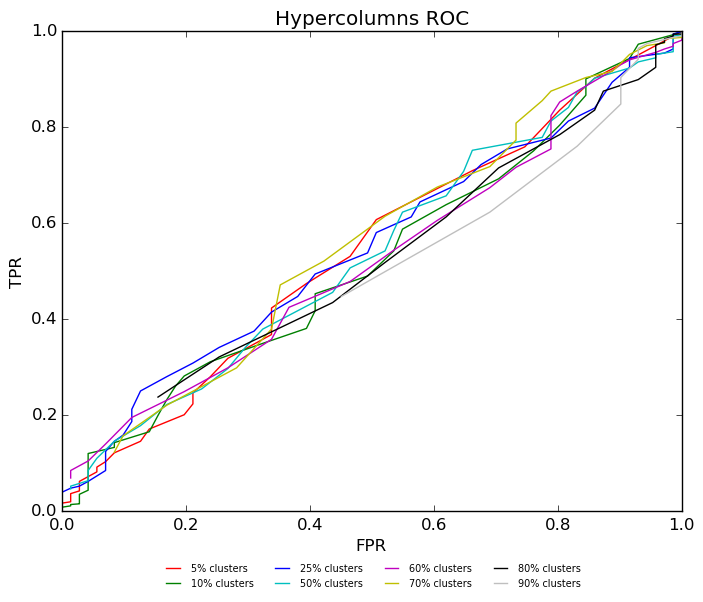 Hypercolumns ROC
1.0
0.8
0.6
0.4
0.2
0.0
TPR
0.0 0.2 0.4 0.6 0.8 1.0
FPR
5% clusters 25% clusters 60% clusters 80% clusters
10% clusters 50% clusters 70% clusters 90% clusters